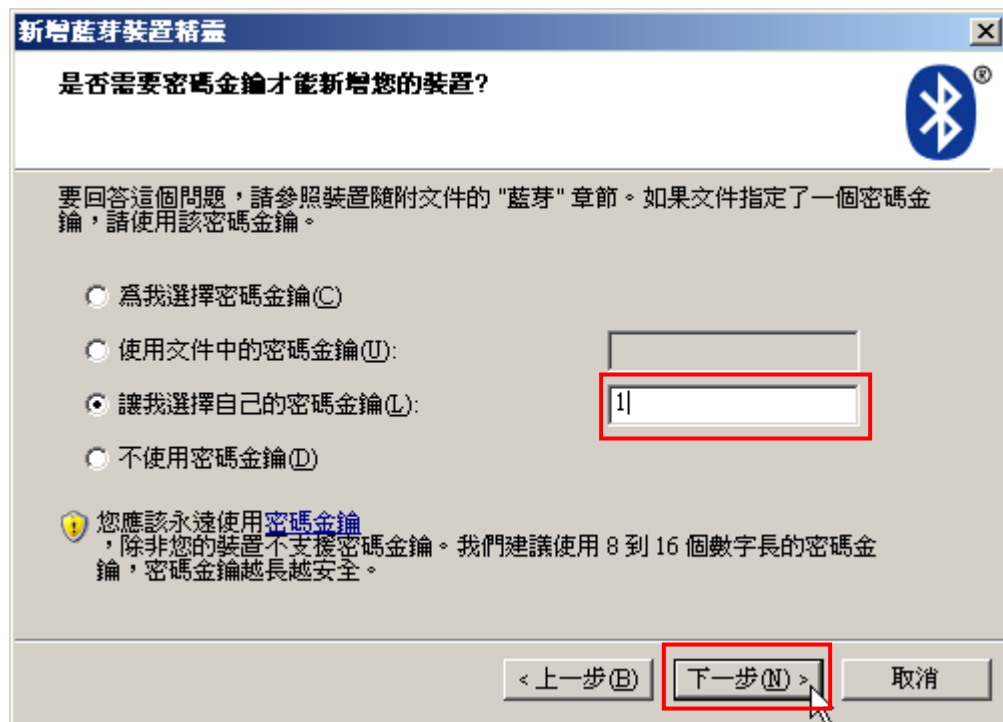 新增藍芽裝置精靈
是否需要密碼金鑰才能新增您的裝置?
®
要回答這個問題，請參照裝置隨附文件的 "藍芽" 章節。如果文件指定了一個密碼金
鑰，請使用該密碼金鑰。
為我選擇密碼金鑰(C)
使用文件中的密碼金鑰(U):
讓我選擇自己的密碼金鑰(L): 1
不使用密碼金鑰(D)
您應該永遠使用密碼金鑰
，除非您的裝置不支援密碼金鑰。我們建議使用 8 到 16 個數字長的密碼金
鑰，密碼金鑰越長越安全。
< 上一步(B) 下一步(N) > 取消